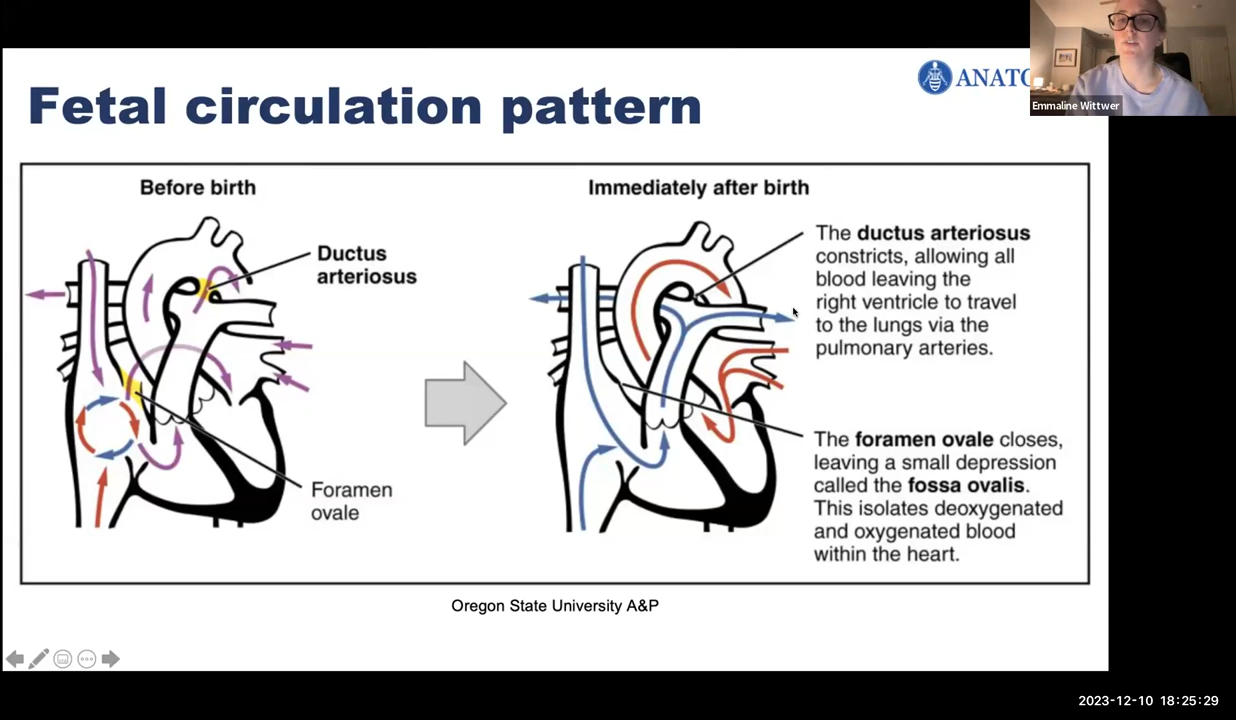 Fetal circulation pattern
ANATO
Emmaline Wittwer
Before birth
Immediately after birth
Ductus
arteriosus
Foramen
ovale
The ductus arteriosus
constricts, allowing all
blood leaving the
right ventricle to travel
to the lungs via the
pulmonary arteries.
The foramen ovale closes,
leaving a small depression
called the fossa ovalis.
This isolates deoxygenated
and oxygenated blood
within the heart.
Oregon State University A&P
2023-12-10 18:25:29